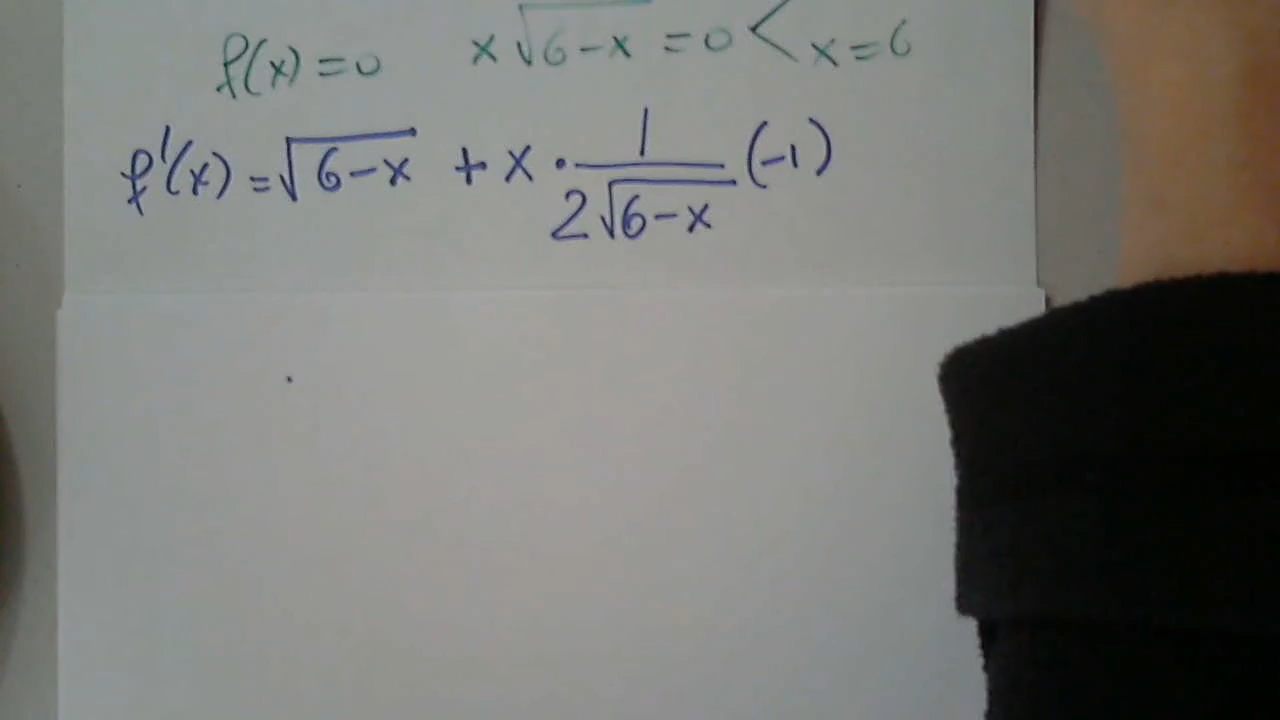 f(x) = 0 x√6-x = 0 < x = 6
f'(x) = √6-x + x · 1/2√6-x (-1)